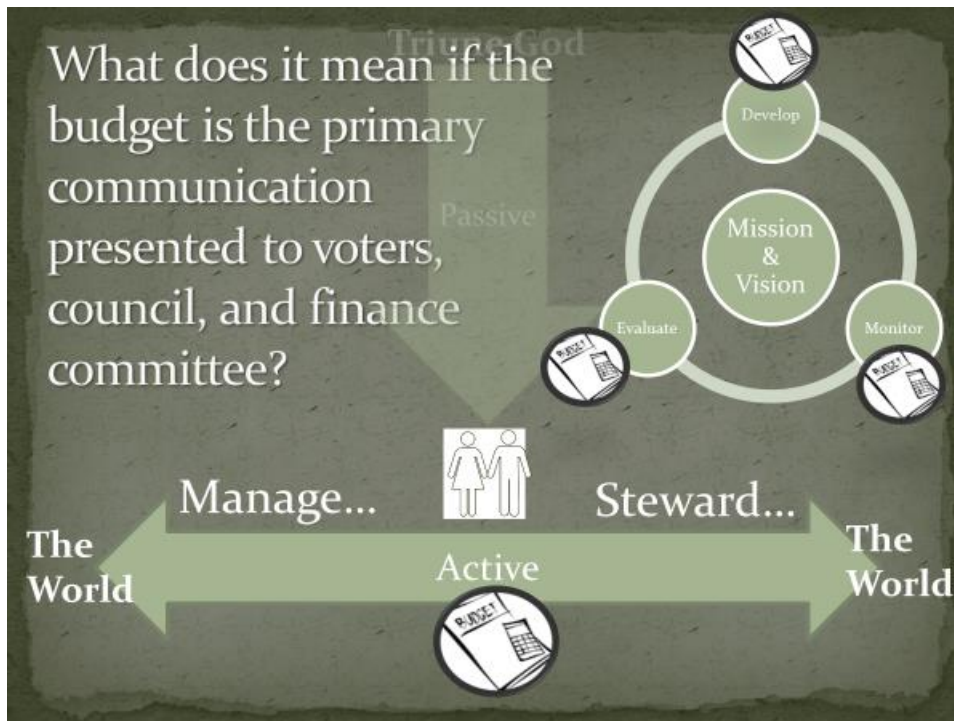 Triune God
What does it mean if the
budget is the primary
communication
presented to voters,
council, and finance
committee?
Passive
BUDGET
Develop
Mission
&
Vision
Evaluate
BUDGET
Monitor
BUDGET
Manage...
Steward...
The
World
Active
The
World
BUDGET